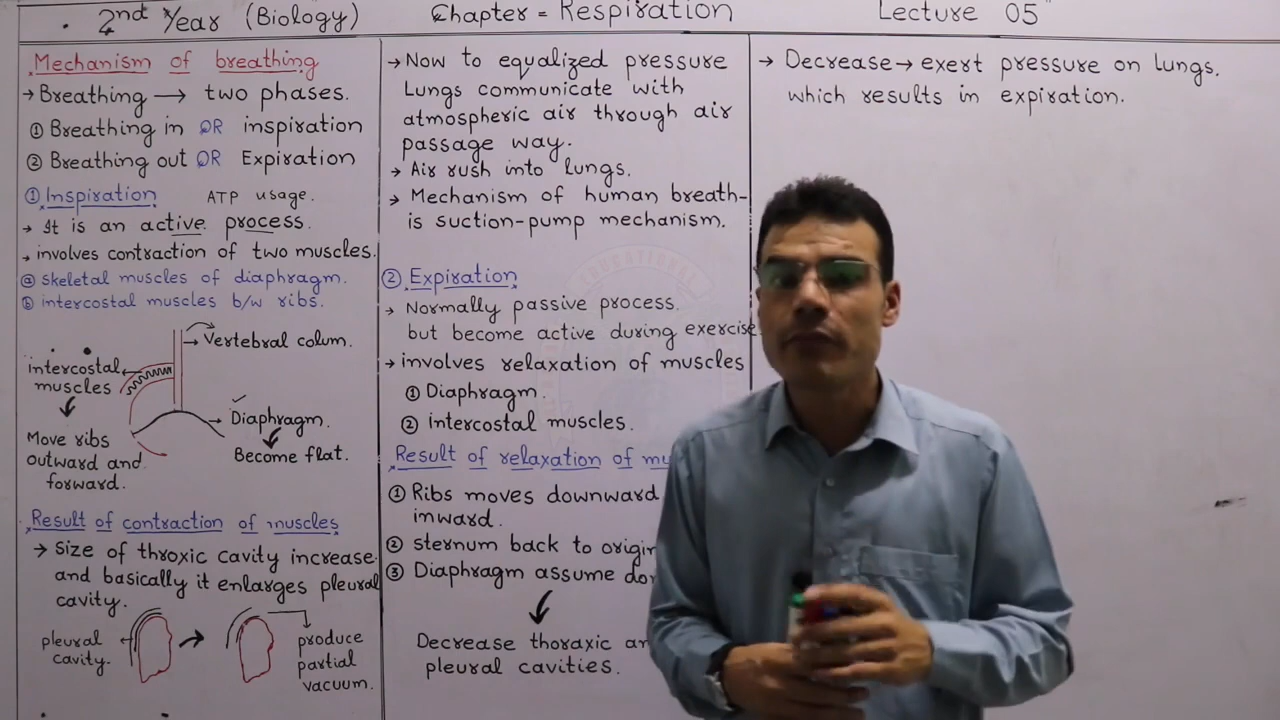 2nd Year (Biology) Chapter = Respiration Lecture 05"
Mechanism of breathing
→ Breathing → two phases.
① Breathing in OR inspiration
② Breathing out OR Expiration
① Inspiration ATP usage.
→ It is an active process.
→ involves contraction of two muscles.
ⓐ skeletal muscles of diaphragm.
ⓑ intercostal muscles b/w ribs.
→ Vertebral colum.
intercostal
muscles
Move ribs
outward and
forward.
→ Diaphragm.
Become flat.
Result of contraction of muscles
→ Size of throxic cavity increase
and basically it enlarges pleural
cavity.
pleural
cavity.
produce
partial
vacuum.
→ Now to equalized pressure
Lungs communicate with
atmospheric air through air
passage way.
→ Air rush into lungs.
→ Mechanism of human breath-
is suction-pump mechanism.
② Expiration
→ Normally passive process.
but become active during exercise
→ involves relaxation of muscles
① Diaphragm.
② intercostal muscles.
Result of relaxation of mu
① Ribs moves downward
inward.
② sternum back to origin
③ Diaphragm assume do
Decrease thoraxic an
pleural cavities.
→ Decrease → exert pressure on lungs.
which results in expiration.